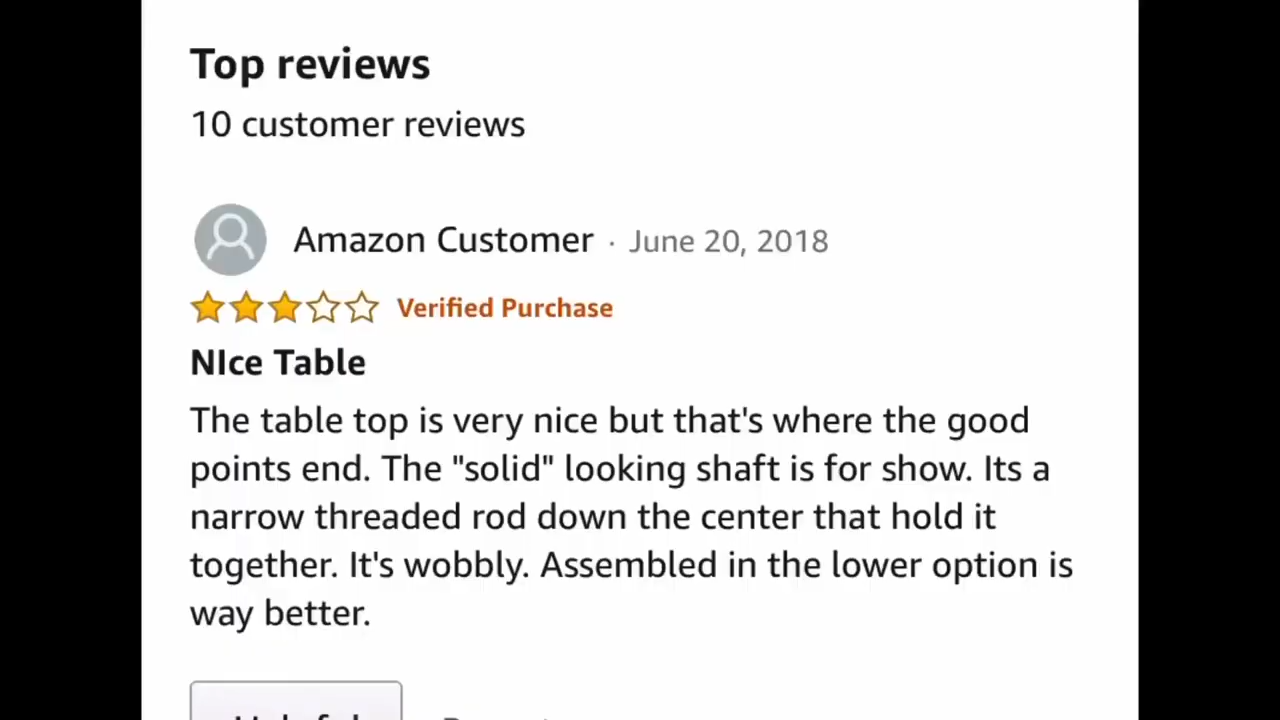 Top reviews
10 customer reviews
Amazon Customer · June 20, 2018
Verified Purchase
NIce Table
The table top is very nice but that's where the good
points end. The "solid" looking shaft is for show. Its a
narrow threaded rod down the center that hold it
together. It's wobbly. Assembled in the lower option is
way better.